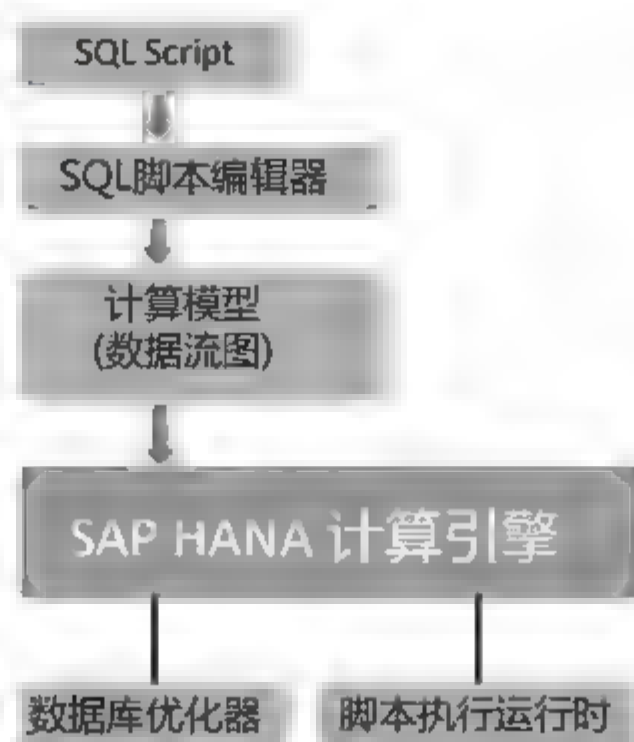 SQL Script
SQL脚本编辑器
计算模型
(数据流图)
SAP HANA 计算引擎
数据库优化器
脚本执行运行时